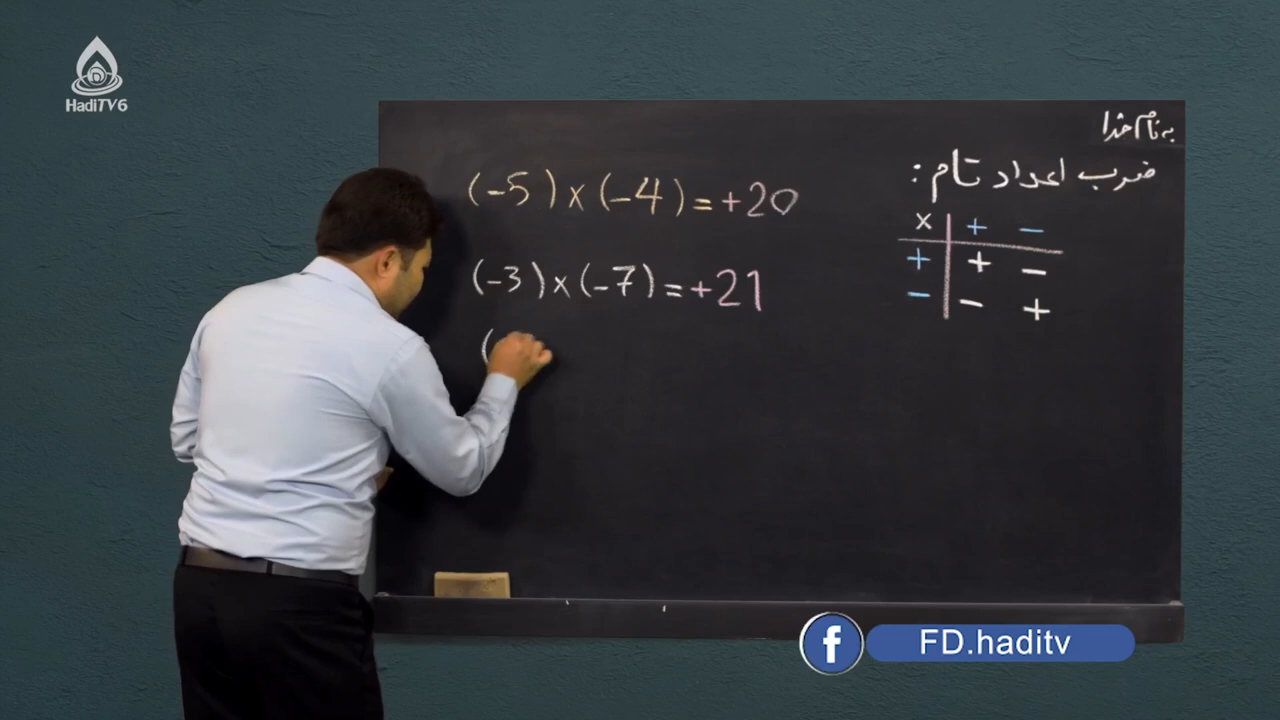 HadiTV6
به نام خدا
ضرب اعداد تام :
× + −
+ + −
− − +
(-5)×(-4)=+20
(-3)×(-7)=+21
(
FD.haditv